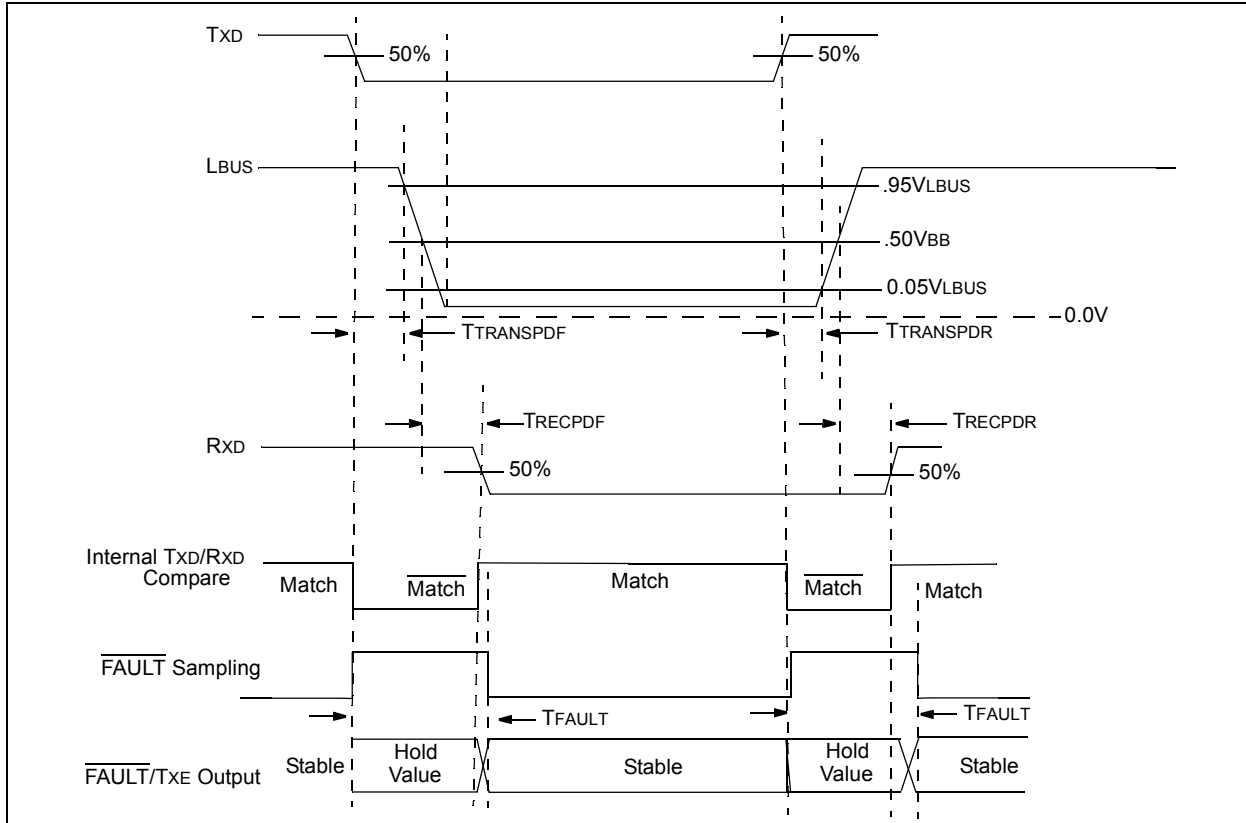 TXD
50%
50%
LBUS
.95VLBUS
.50VBB
0.05VLBUS
0.0V
TTRANSPDF
TTRANSPDR
TRECPDF
TRECPDR
RXD
50%
50%
Internal TXD/RXD
Compare
Match
Match
Match
Match
Match
FAULT Sampling
TFAULT
TFAULT
FAULT/TXE Output
Stable
Hold
Value
Stable
Hold
Value
Stable